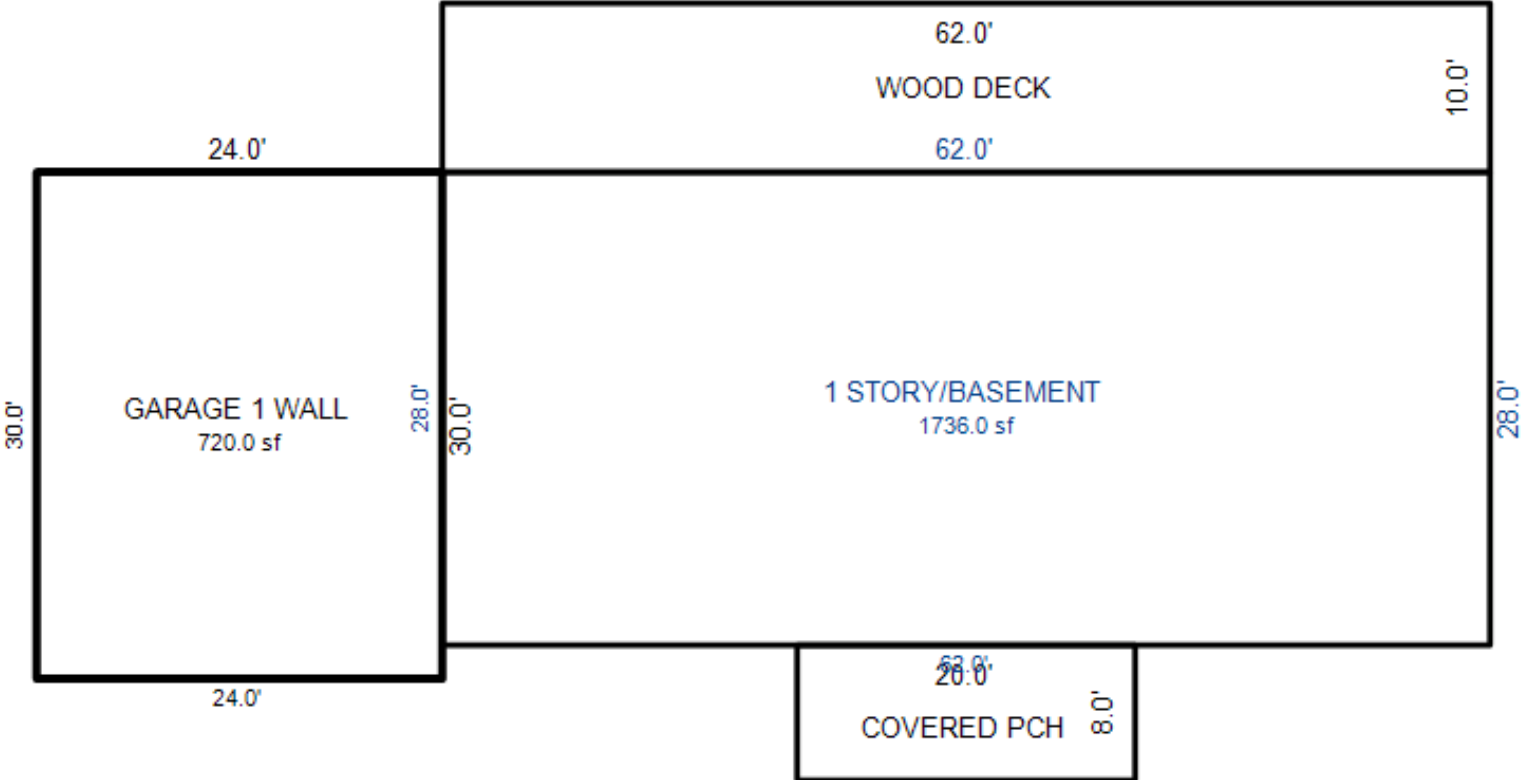 62.0'
WOOD DECK
10.0'
62.0'
24.0'
30.0'
GARAGE 1 WALL
720.0 sf
28.0'
30.0'
1 STORY/BASEMENT
1736.0 sf
28.0'
24.0'
62.0'
20.0'
COVERED PCH
8.0'